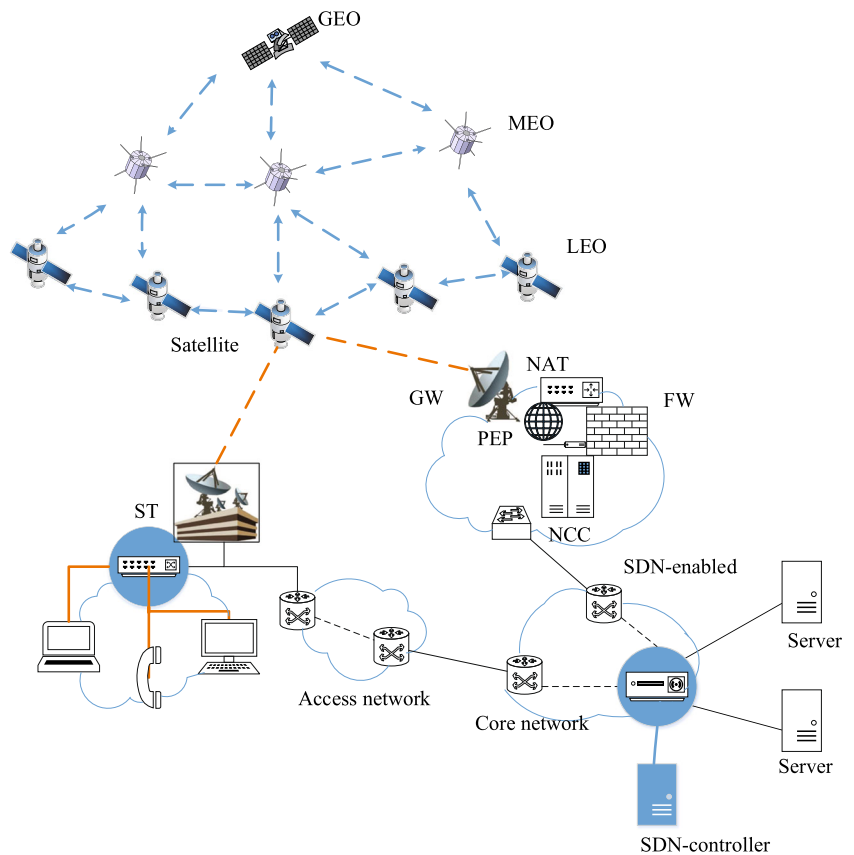 GEO
MEO
LEO
Satellite
NAT
GW
FW
PEP
ST
NCC
SDN-enabled
Server
Access network
Core network
Server
SDN-controller